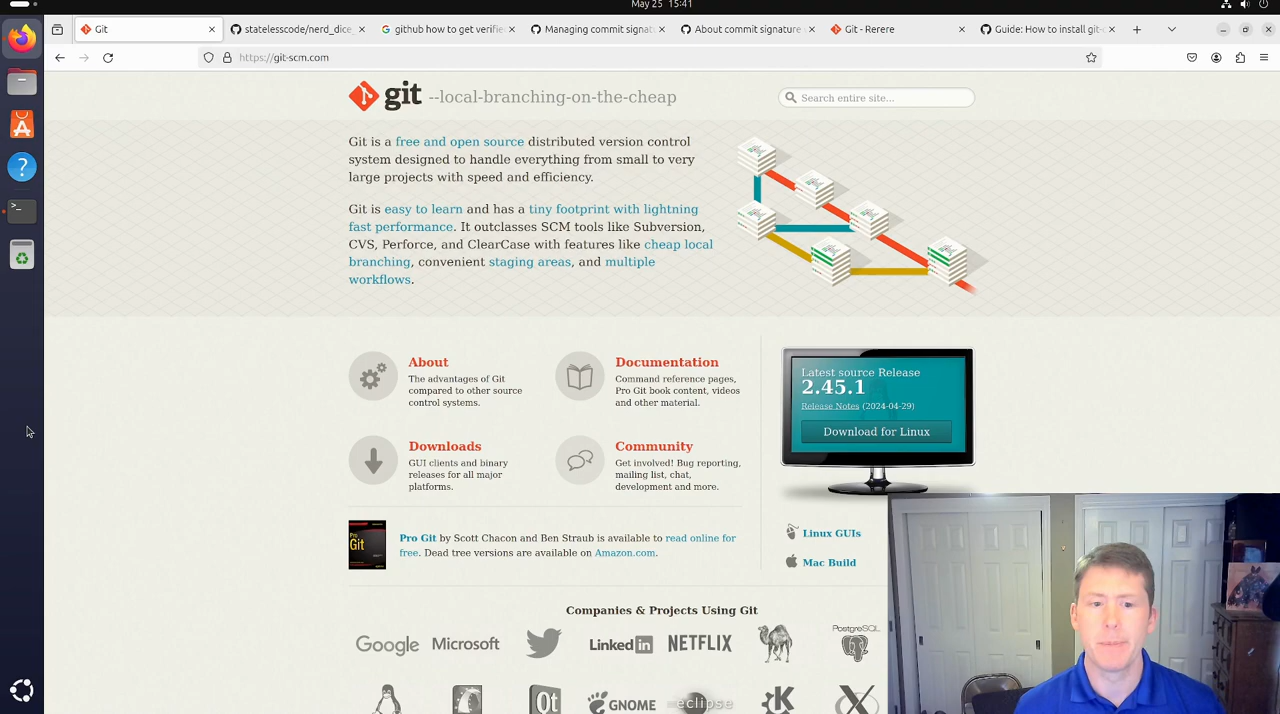 May 25 15:41
Git
statelesscode/nerd_dice_
github how to get verifie
Managing commit signatu
About commit signature
Git - Rerere
Guide: How to install git-
https://git-scm.com
git --local-branching-on-the-cheap
Search entire site...
Git is a free and open source distributed version control
system designed to handle everything from small to very
large projects with speed and efficiency.
Git is easy to learn and has a tiny footprint with lightning
fast performance. It outclasses SCM tools like Subversion,
CVS, Perforce, and ClearCase with features like cheap local
branching, convenient staging areas, and multiple
workflows.
About
The advantages of Git
compared to other source
control systems.
Documentation
Command reference pages,
Pro Git book content, videos
and other material.
Downloads
GUI clients and binary
releases for all major
platforms.
Community
Get involved! Bug reporting,
mailing list, chat,
development and more.
Latest source Release
2.45.1
Release Notes (2024-04-29)
Download for Linux
Linux GUIs
Mac Build
Pro
Git
Pro Git by Scott Chacon and Ben Straub is available to read online for
free. Dead tree versions are available on Amazon.com.
Companies & Projects Using Git
Google
Microsoft
LinkedIn
NETFLIX
PostgreSQL
Qt
GNOME
eclipse